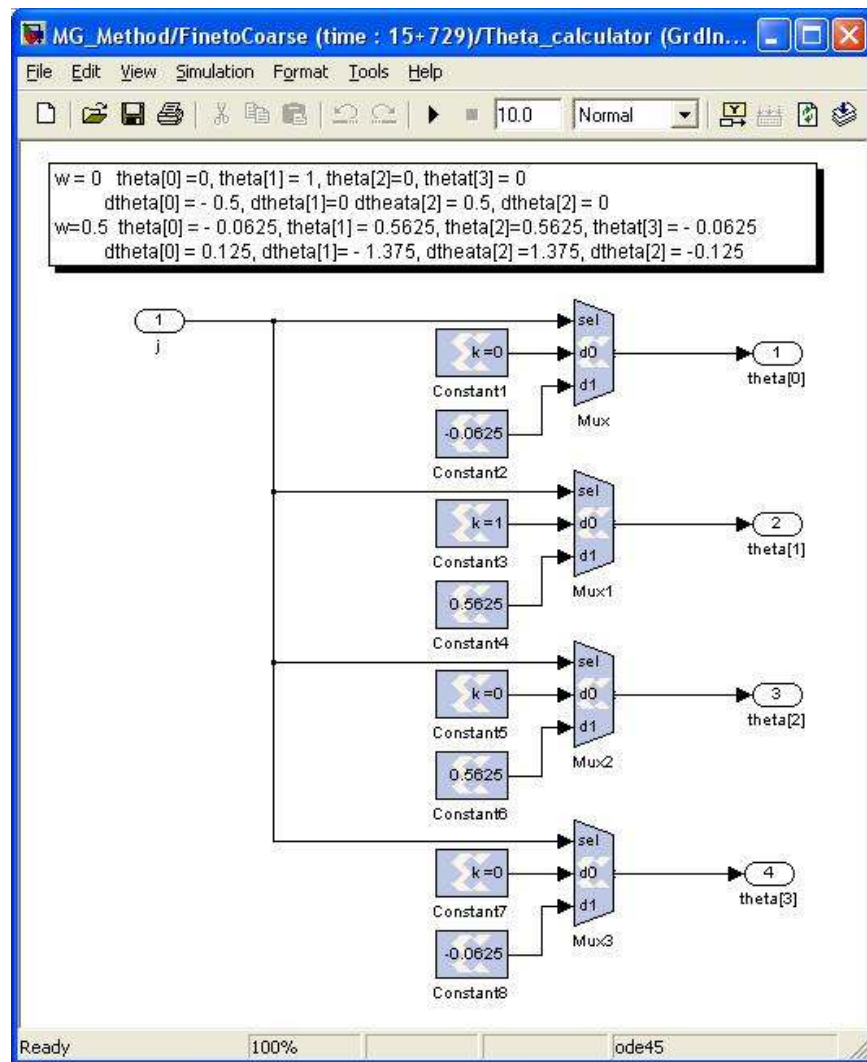 MG_Method/FinetoCoarse (time : 15+729)/Theta_calculator (GrdIn...
File Edit View Simulation Format Tools Help
10.0 Normal
w = 0 theta[0] =0, theta[1] = 1, theta[2]=0, thetat[3] = 0
dtheta[0] = - 0.5, dtheta[1]=0 dtheata[2] = 0.5, dtheta[2] = 0
w=0.5 theta[0] = - 0.0625, theta[1] = 0.5625, theta[2]=0.5625, thetat[3] = - 0.0625
dtheta[0] = 0.125, dtheta[1]= - 1.375, dtheata[2] =1.375, dtheta[2] = -0.125
1
j
sel
k =0
d0
1
Constant1
d1
theta[0]
Mux
-0.0625
Constant2
sel
k =1
d0
2
Constant3
d1
theta[1]
Mux1
0.5625
Constant4
sel
k =0
d0
3
Constant5
d1
theta[2]
Mux2
0.5625
Constant6
sel
k =0
d0
4
Constant7
d1
theta[3]
Mux3
-0.0625
Constant8
Ready 100% ode45